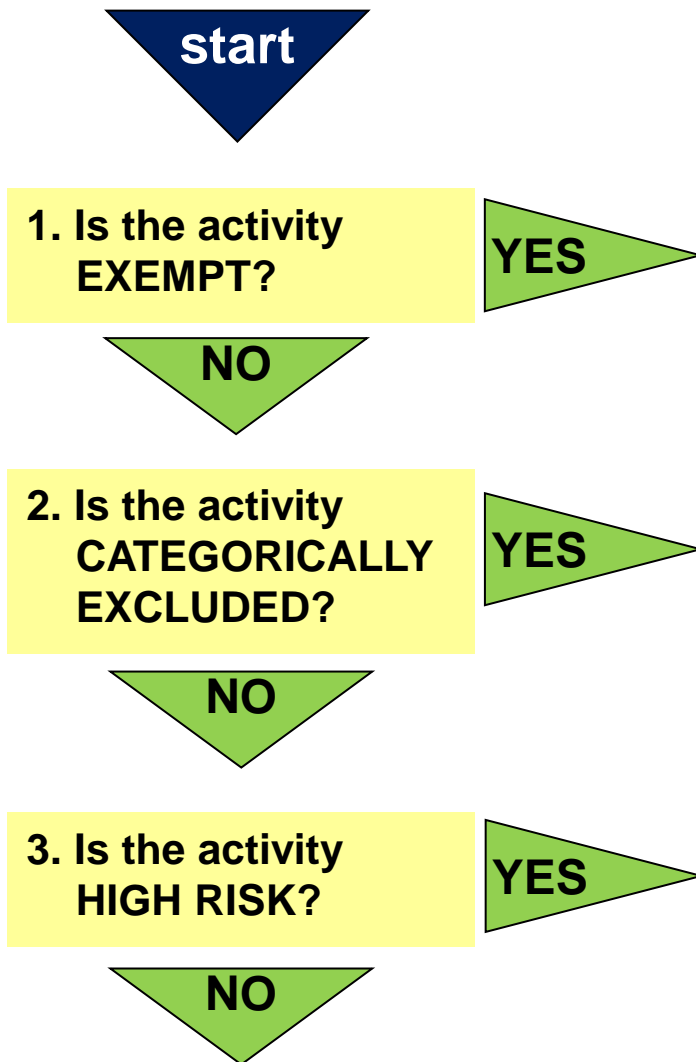 start
1. Is the activity
EXEMPT?
YES
NO
2. Is the activity
CATEGORICALLY
EXCLUDED?
YES
NO
3. Is the activity
HIGH RISK?
YES
NO